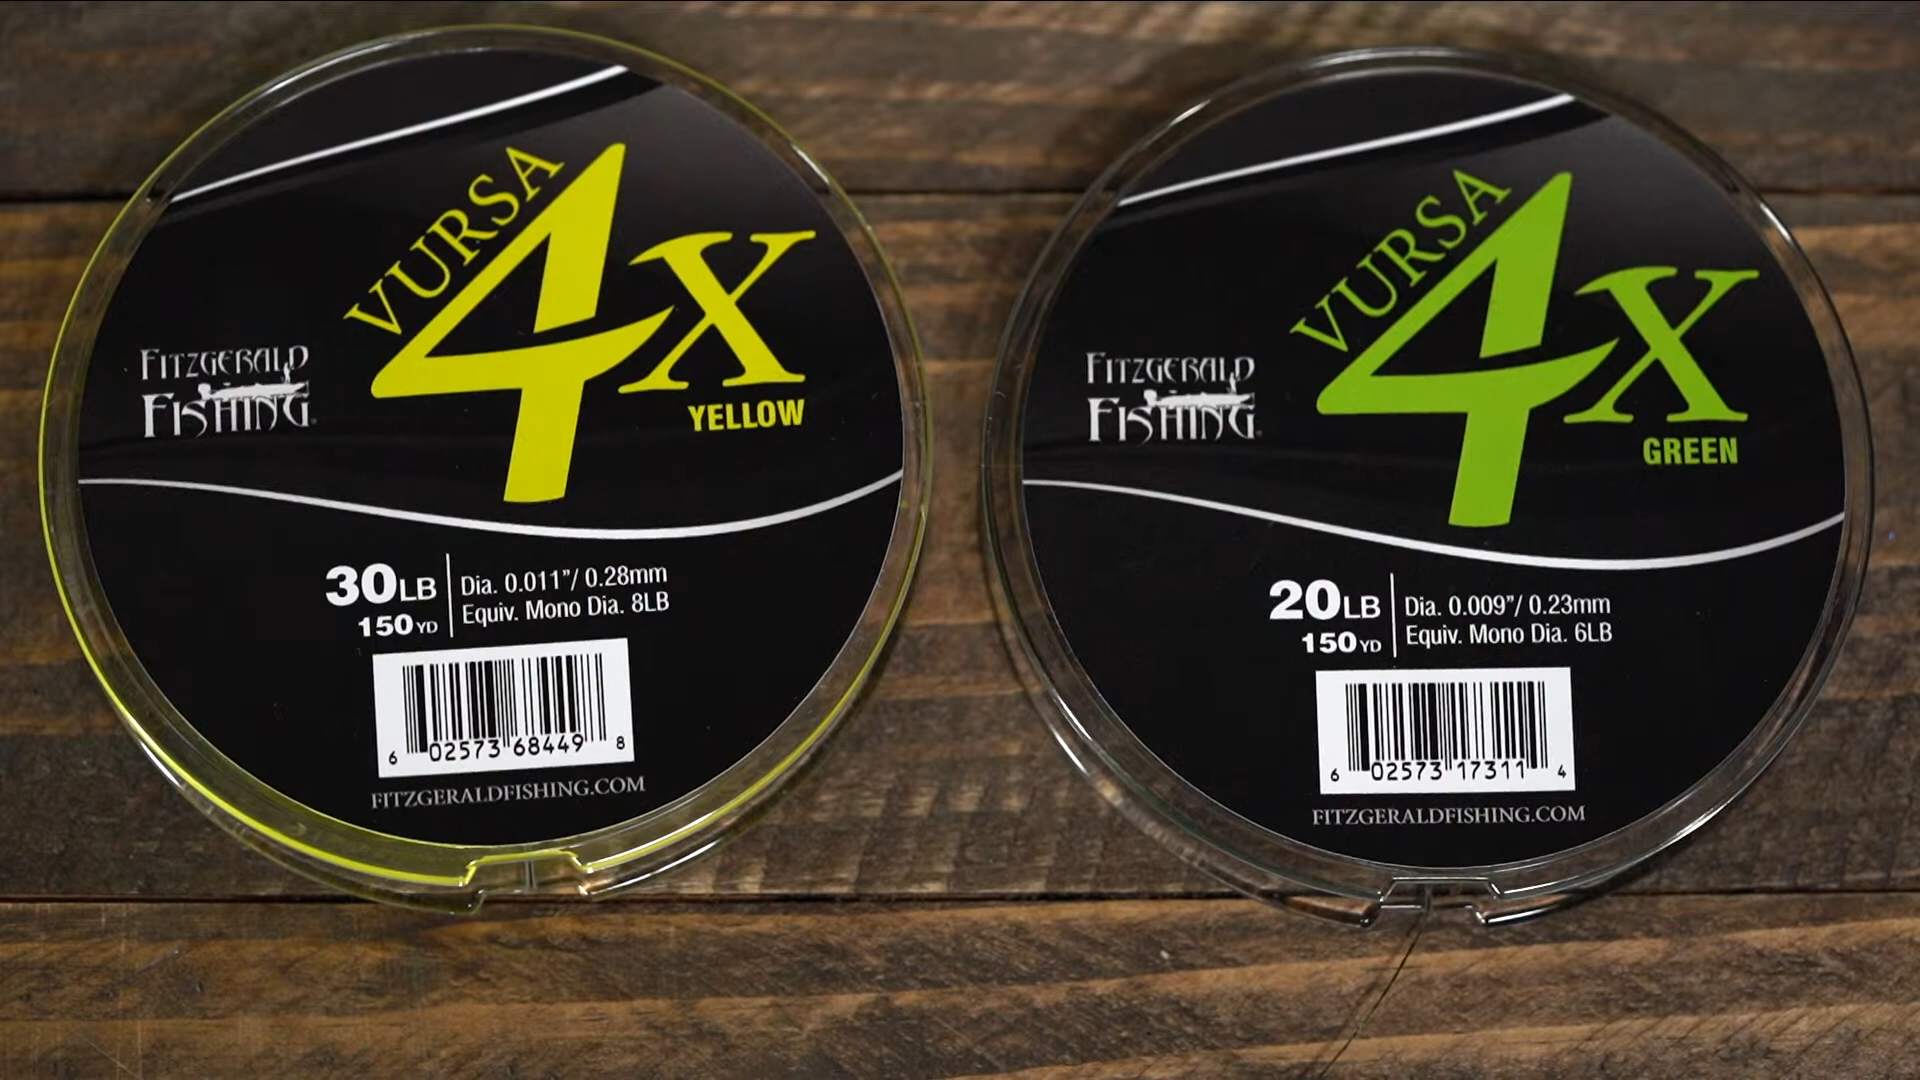 VURSA
4X
YELLOW
FITZGERALD
FISHING
30LB
150YD
Dia. 0.011”/ 0.28mm
Equiv. Mono Dia. 8LB
6 02573 68449 8
FITZGERALDFISHING.COM
VURSA
4X
GREEN
FITZGERALD
FISHING
20LB
150YD
Dia. 0.009”/ 0.23mm
Equiv. Mono Dia. 6LB
6 02573 17311 4
FITZGERALDFISHING.COM